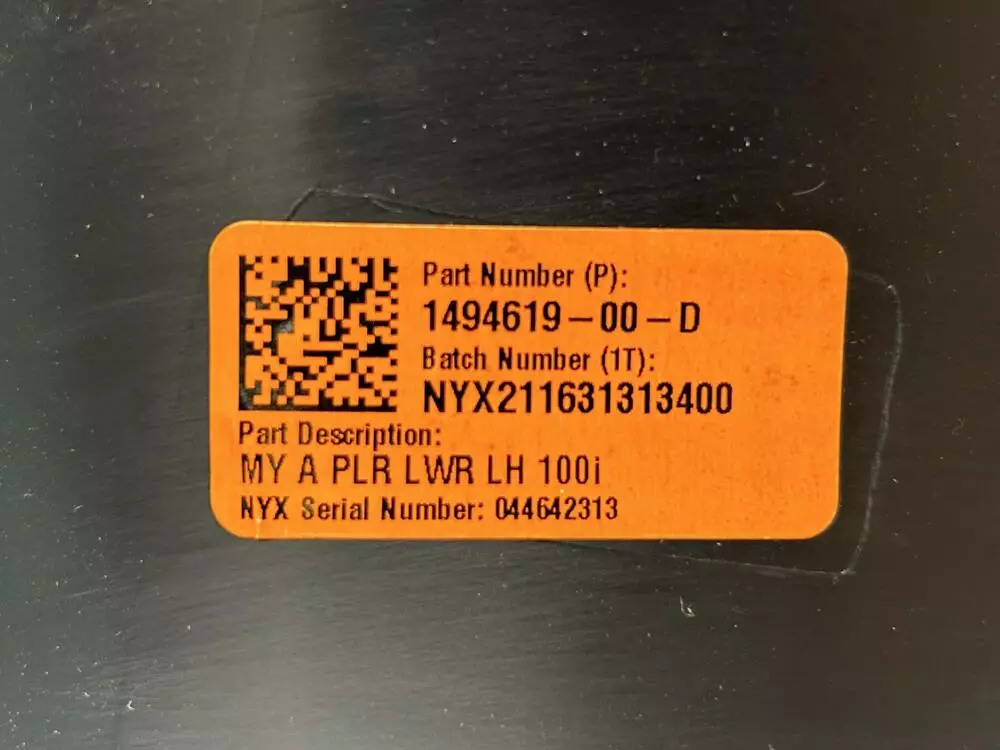 Part Number (P):
1494619-00-D
Batch Number (1T):
NYX211631313400
Part Description:
MY A PLR LWR LH 100i
NYX Serial Number: 044642313